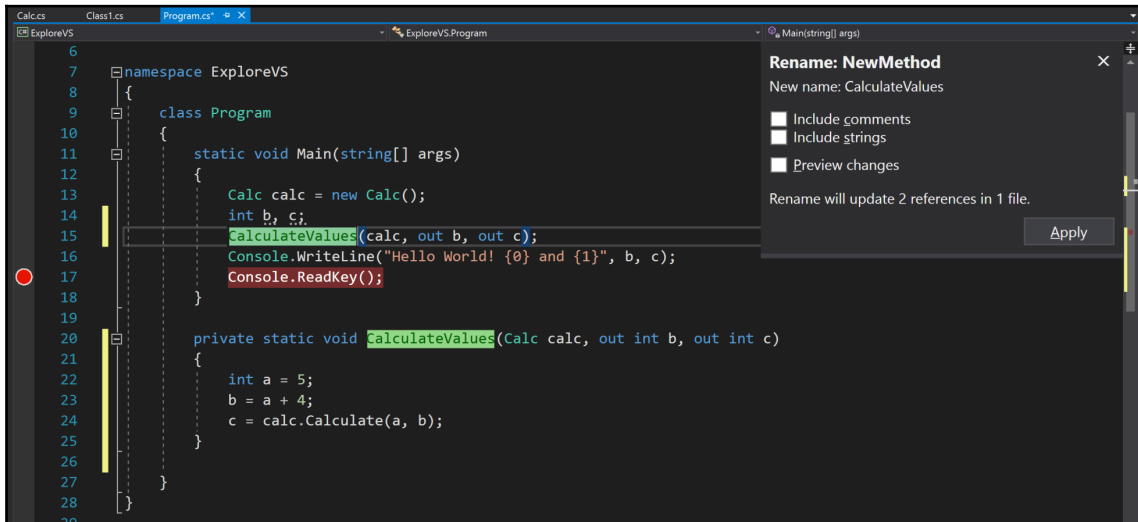 Calc.cs Class1.cs Program.cs*
C# ExploreVS ExploreVS.Program Main(string[] args)
6
7 namespace ExploreVS
8 {
9 class Program
10 {
11 static void Main(string[] args)
12 {
13 Calc calc = new Calc();
14 int b, c;
15 CalculateValues(calc, out b, out c);
16 Console.WriteLine("Hello World! {0} and {1}", b, c);
17 Console.ReadKey();
18 }
19
20 private static void CalculateValues(Calc calc, out int b, out int c)
21 {
22 int a = 5;
23 b = a + 4;
24 c = calc.Calculate(a, b);
25 }
26
27 }
28 }
Rename: NewMethod
New name: CalculateValues
Include comments
Include strings
Preview changes
Rename will update 2 references in 1 file.
Apply